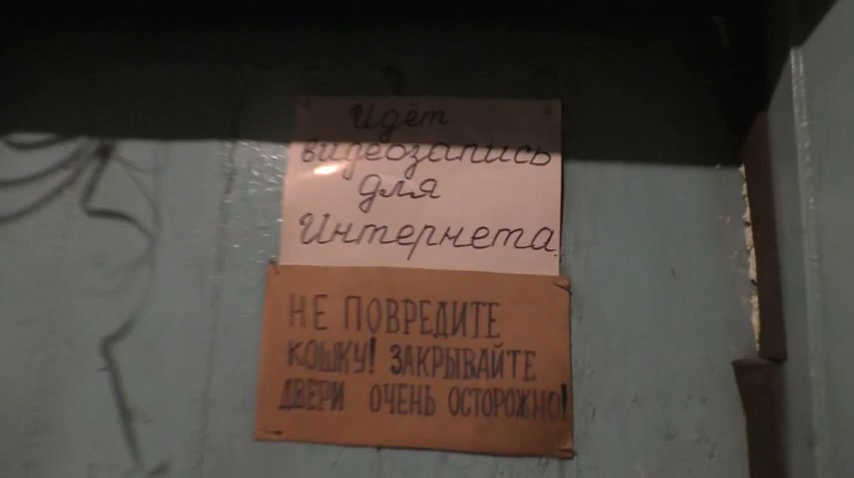 Идёт
видеозапись
для
Интернета.
НЕ ПОВРЕДИТЕ
КОШКУ! ЗАКРЫВАЙТЕ
ДВЕРИ ОЧЕНЬ ОСТОРОЖНО!